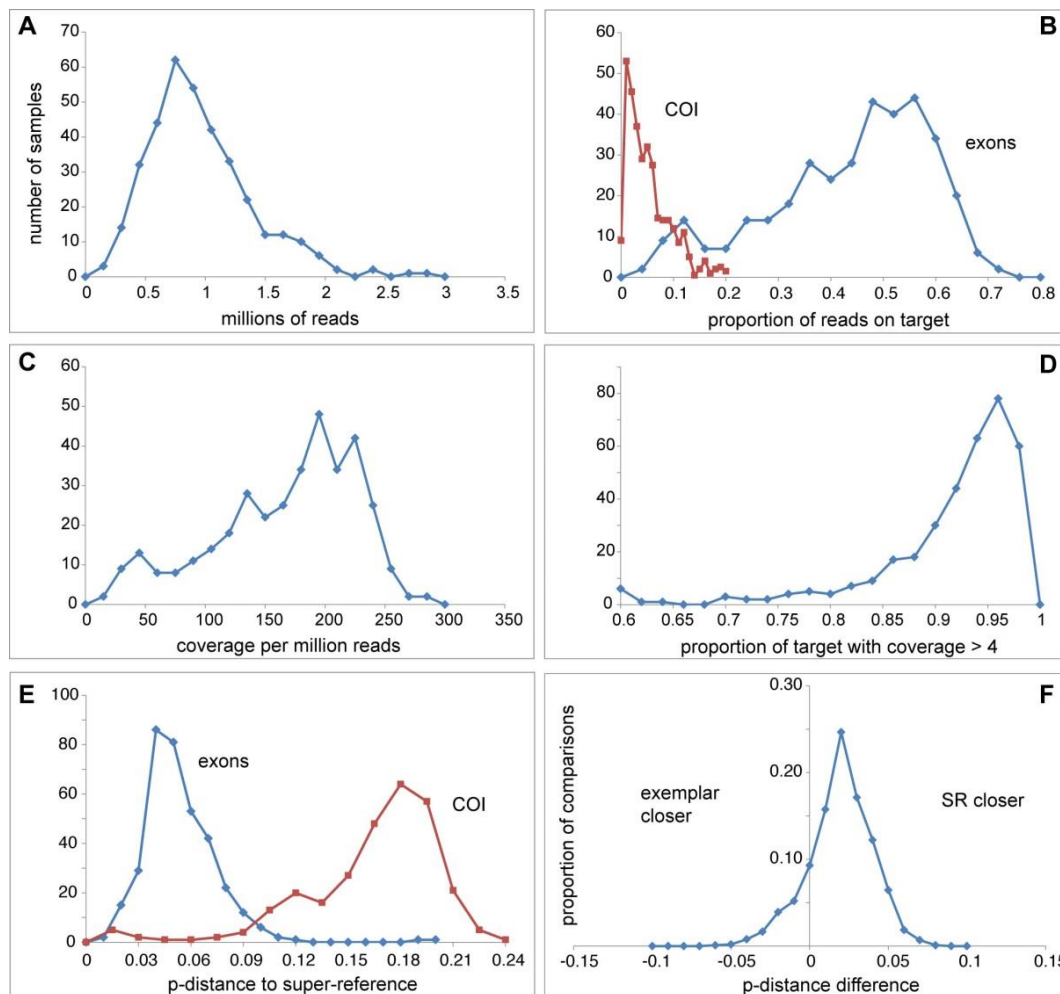 A
70
60
50
40
30
20
10
0
number of samples
0 0.5 1 1.5 2 2.5 3 3.5
millions of reads
B
60
50
40
30
20
10
0
COI
exons
0 0.1 0.2 0.3 0.4 0.5 0.6 0.7 0.8
proportion of reads on target
C
60
50
40
30
20
10
0
0 50 100 150 200 250 300 350
coverage per million reads
D
80
60
40
20
0
0.6 0.65 0.7 0.75 0.8 0.85 0.9 0.95 1
proportion of target with coverage > 4
E
100
80
60
40
20
0
exons
COI
0 0.03 0.06 0.09 0.12 0.15 0.18 0.21 0.24
p-distance to super-reference
F
0.30
0.20
0.10
proportion of comparisons
exemplar
closer
SR closer
-0.15 -0.1 -0.05 0 0.05 0.1 0.15
p-distance difference